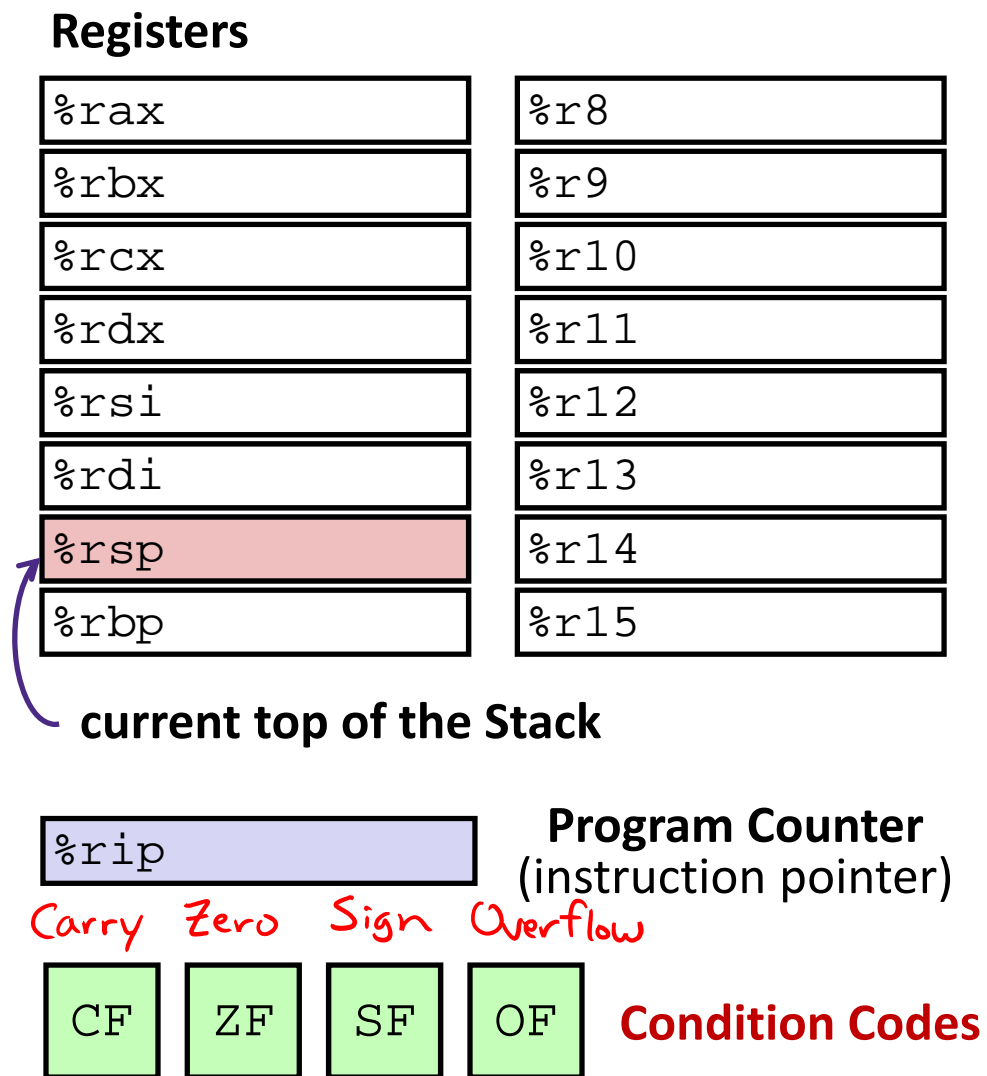 Registers
%rax %r8
%rbx %r9
%rcx %r10
%rdx %r11
%rsi %r12
%rdi %r13
%rsp %r14
%rbp %r15
current top of the Stack
%rip Program Counter
(instruction pointer)
Carry Zero Sign Overflow
CF ZF SF OF Condition Codes